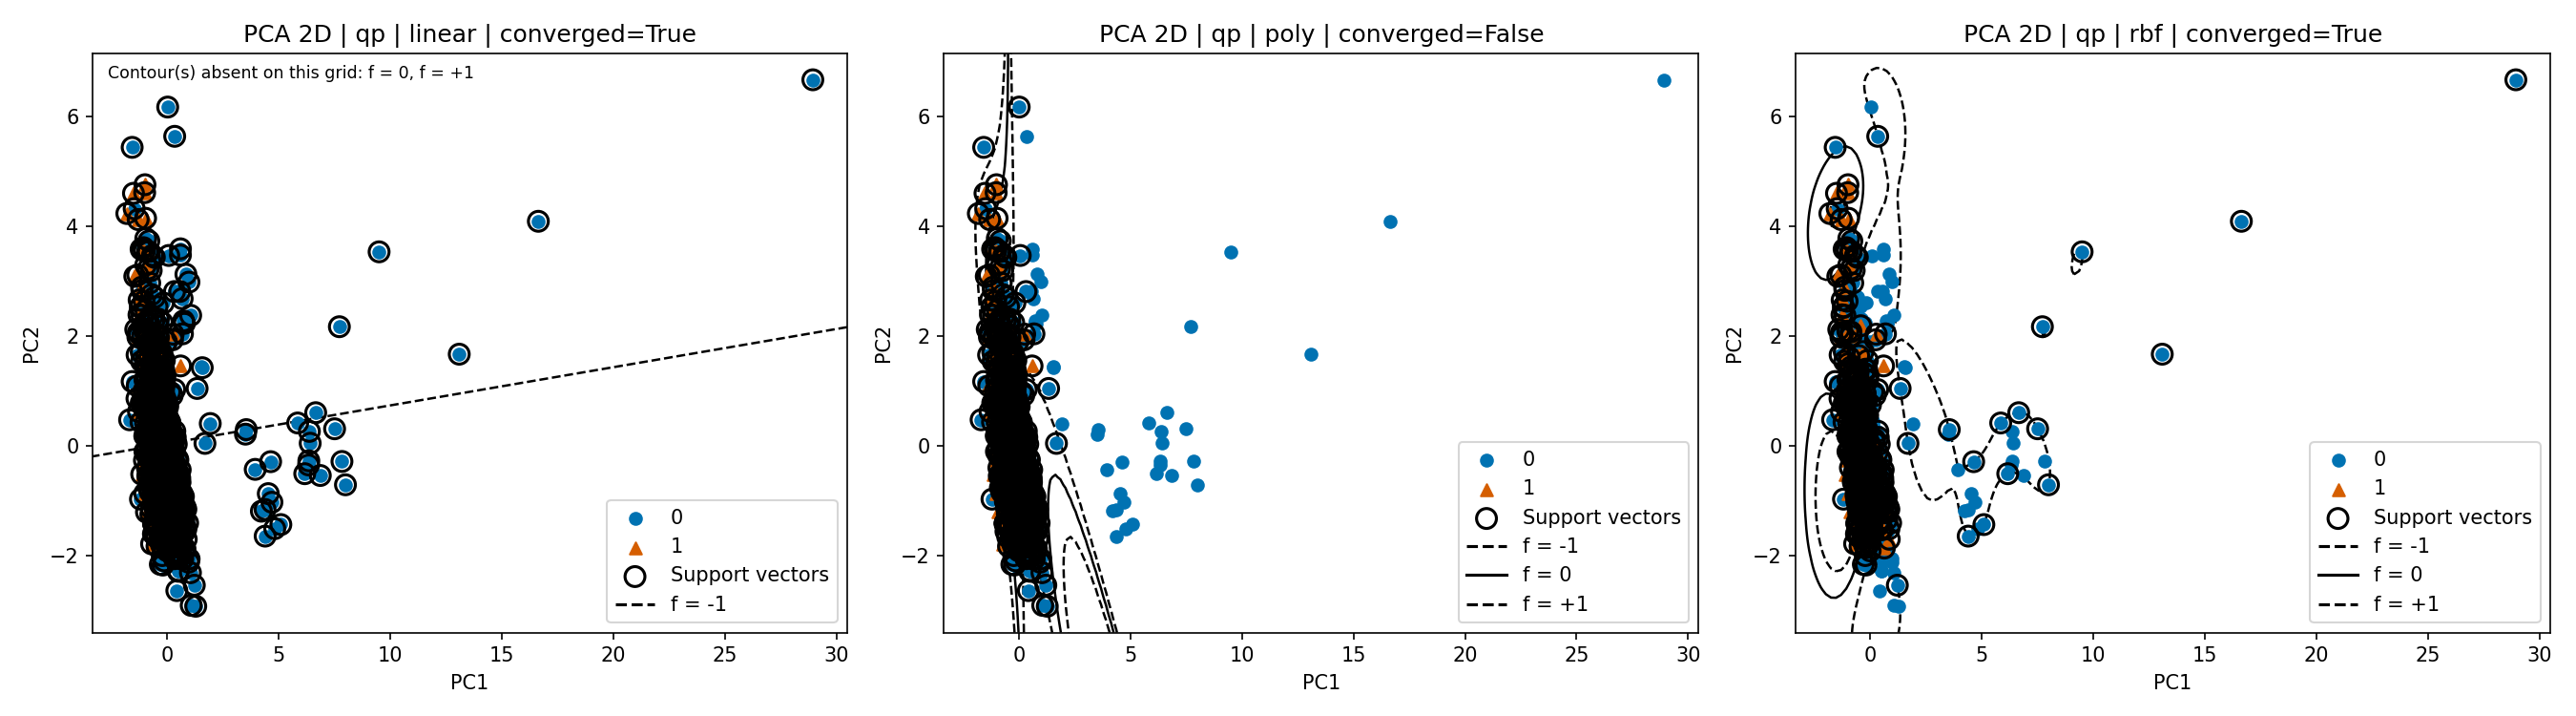 PCA 2D | qp | linear | converged=True
Contour(s) absent on this grid: f = 0, f = +1
PC2
6
4
2
0
−2
0
5
10
15
20
25
30
PC1
0
1
Support vectors
f = -1
PCA 2D | qp | poly | converged=False
PC2
6
4
2
0
−2
0
5
10
15
20
25
30
PC1
0
1
Support vectors
f = -1
f = 0
f = +1
PCA 2D | qp | rbf | converged=True
PC2
6
4
2
0
−2
0
5
10
15
20
25
30
PC1
0
1
Support vectors
f = -1
f = 0
f = +1